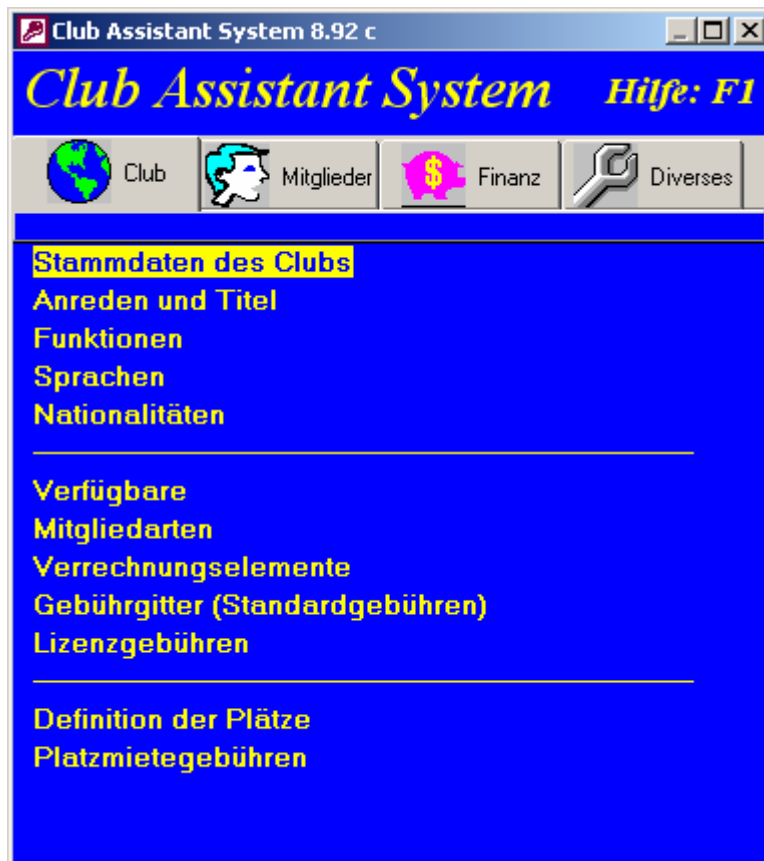 Club Assistant System 8.92 c
Club Assistant System Hilfe: F1
Club Mitglieder Finanz Diverses
Stammdaten des Clubs
Anreden und Titel
Funktionen
Sprachen
Nationalitäten
Verfügbare
Mitgliedarten
Verrechnungselemente
Gebührgitter (Standardgebühren)
Lizenzgebühren
Definition der Plätze
Platzmietegebühren